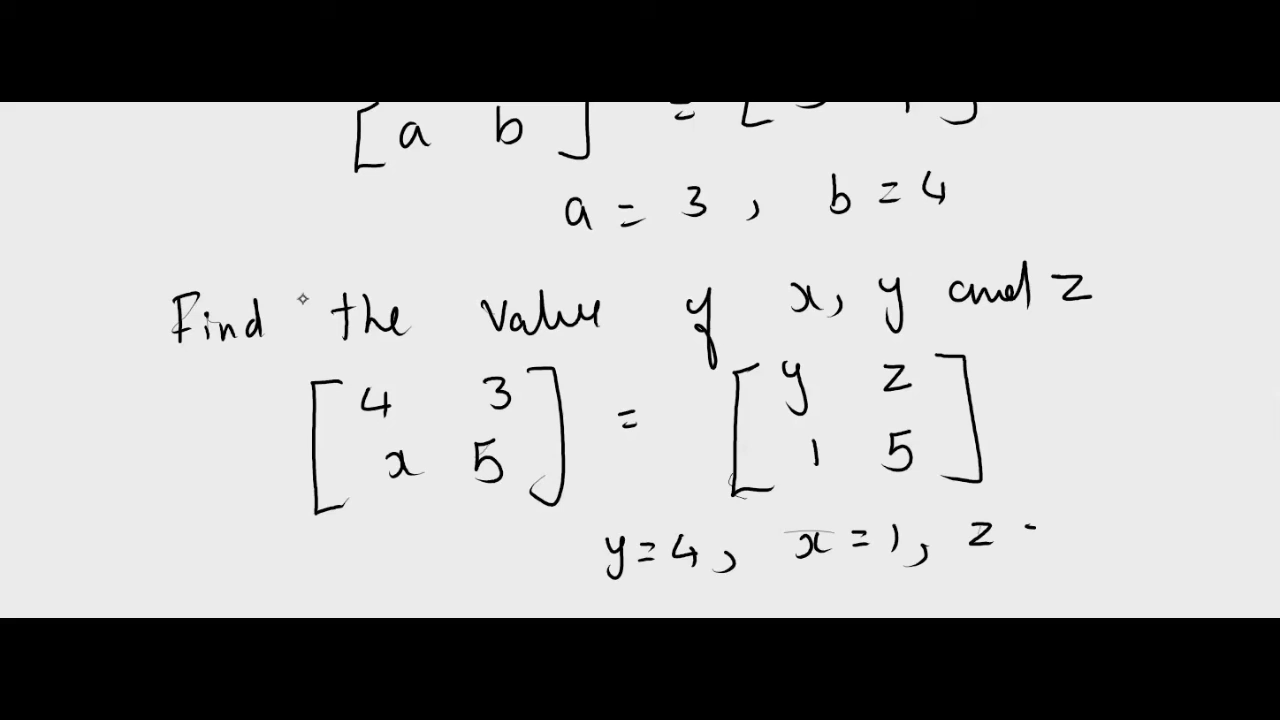 [a b] = [
a = 3, b = 4
Find the value of x, y and z
[4 3 = [y z
x 5] 1 5]
y = 4, x = 1, z -